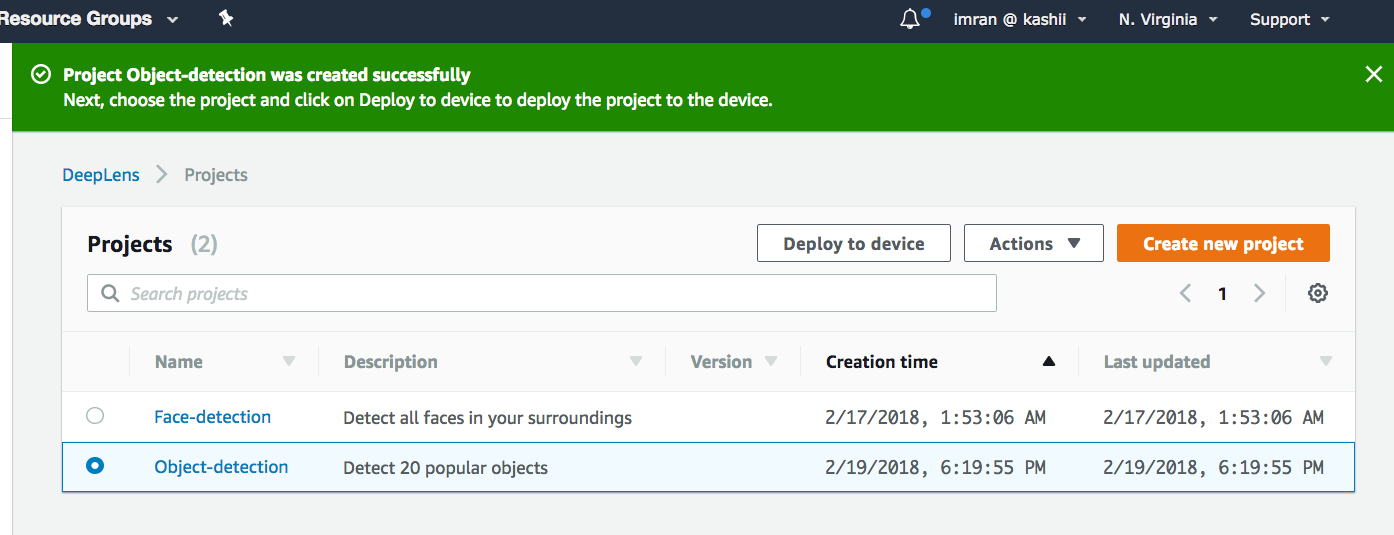 Resource Groups imran @ kashii N. Virginia Support
Project Object-detection was created successfully
Next, choose the project and click on Deploy to device to deploy the project to the device.
DeepLens Projects
Projects (2) Deploy to device Actions Create new project
Search projects 1
Name Description Version Creation time Last updated
Face-detection Detect all faces in your surroundings 2/17/2018, 1:53:06 AM 2/17/2018, 1:53:06 AM
Object-detection Detect 20 popular objects 2/19/2018, 6:19:55 PM 2/19/2018, 6:19:55 PM